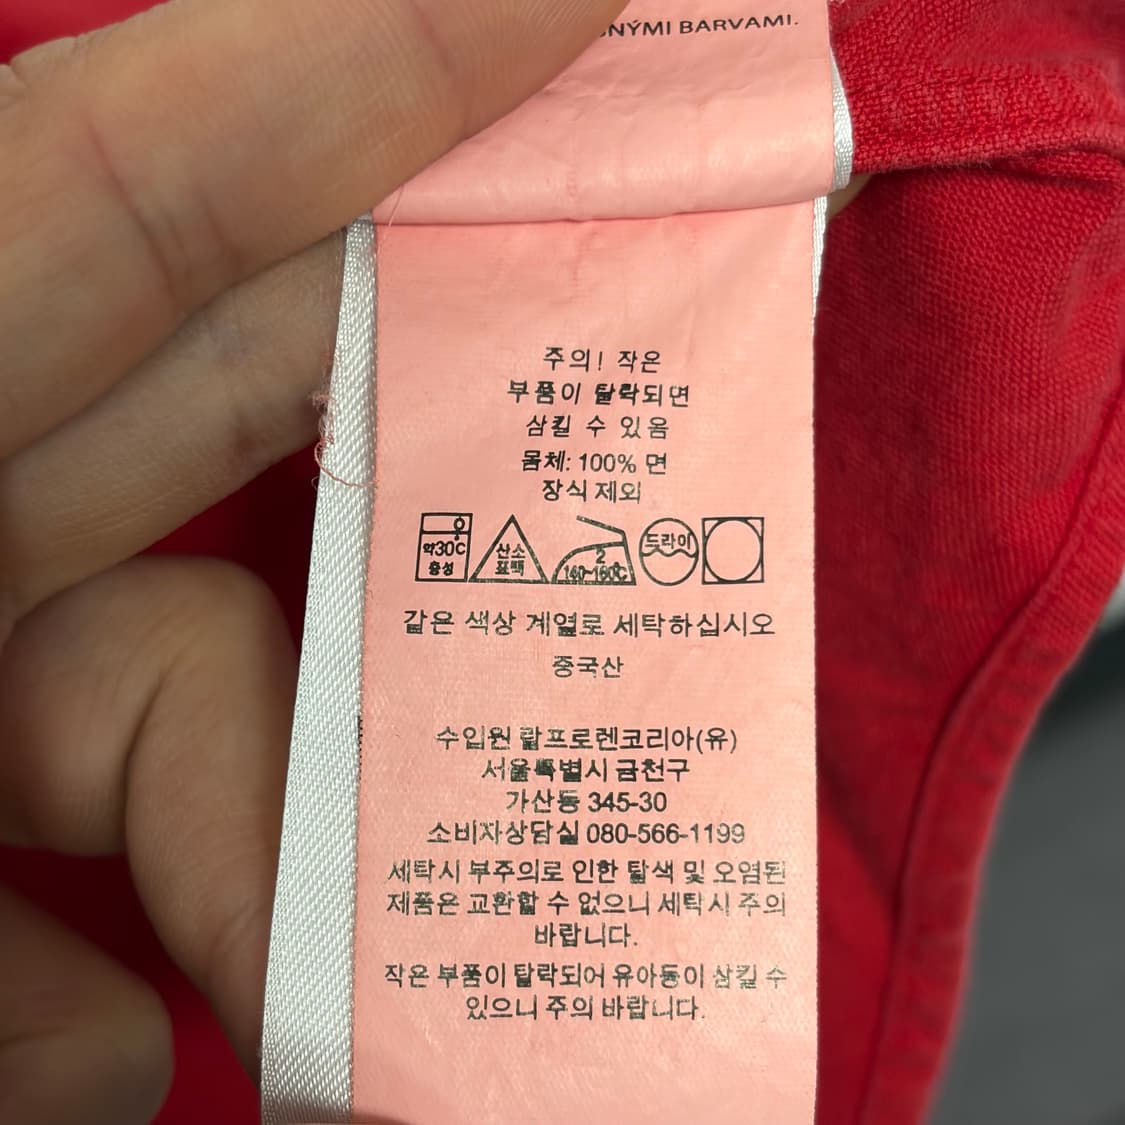 NÝMI BARVAMI.
주의! 작은
부품이 탈락되면
삼킬 수 있음
몸체: 100% 면
장식 제외
약30℃
중성
산소
표백
2
140~160℃
드라이
같은 색상 계열로 세탁하십시오
중국산
수입원 랄프로렌코리아(유)
서울특별시 금천구
가산동 345-30
소비자상담실 080-566-1199
세탁시 부주의로 인한 탈색 및 오염된
제품은 교환할 수 없으니 세탁시 주의
바랍니다.
작은 부품이 탈락되어 유아동이 삼킬 수
있으니 주의 바랍니다.